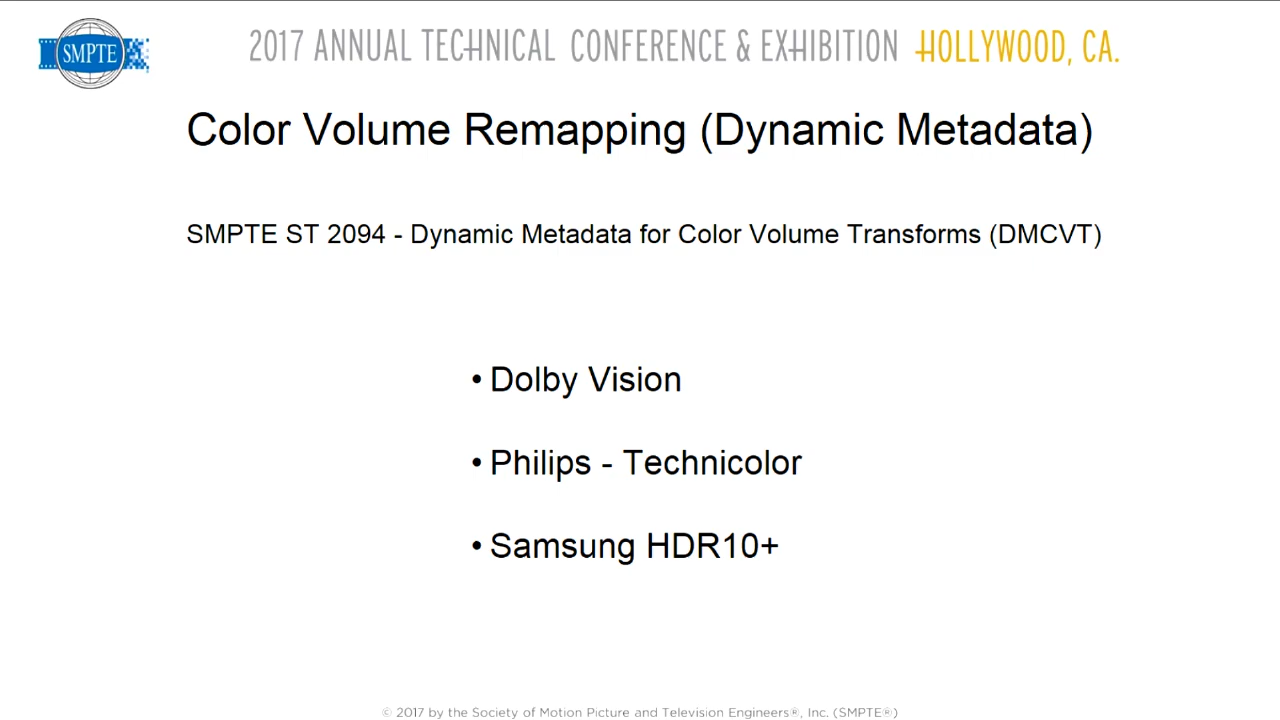 SMPTE
2017 ANNUAL TECHNICAL CONFERENCE & EXHIBITION HOLLYWOOD, CA.
Color Volume Remapping (Dynamic Metadata)
SMPTE ST 2094 - Dynamic Metadata for Color Volume Transforms (DMCVT)
• Dolby Vision
• Philips - Technicolor
• Samsung HDR10+
© 2017 by the Society of Motion Picture and Television Engineers®, Inc. (SMPTE®)